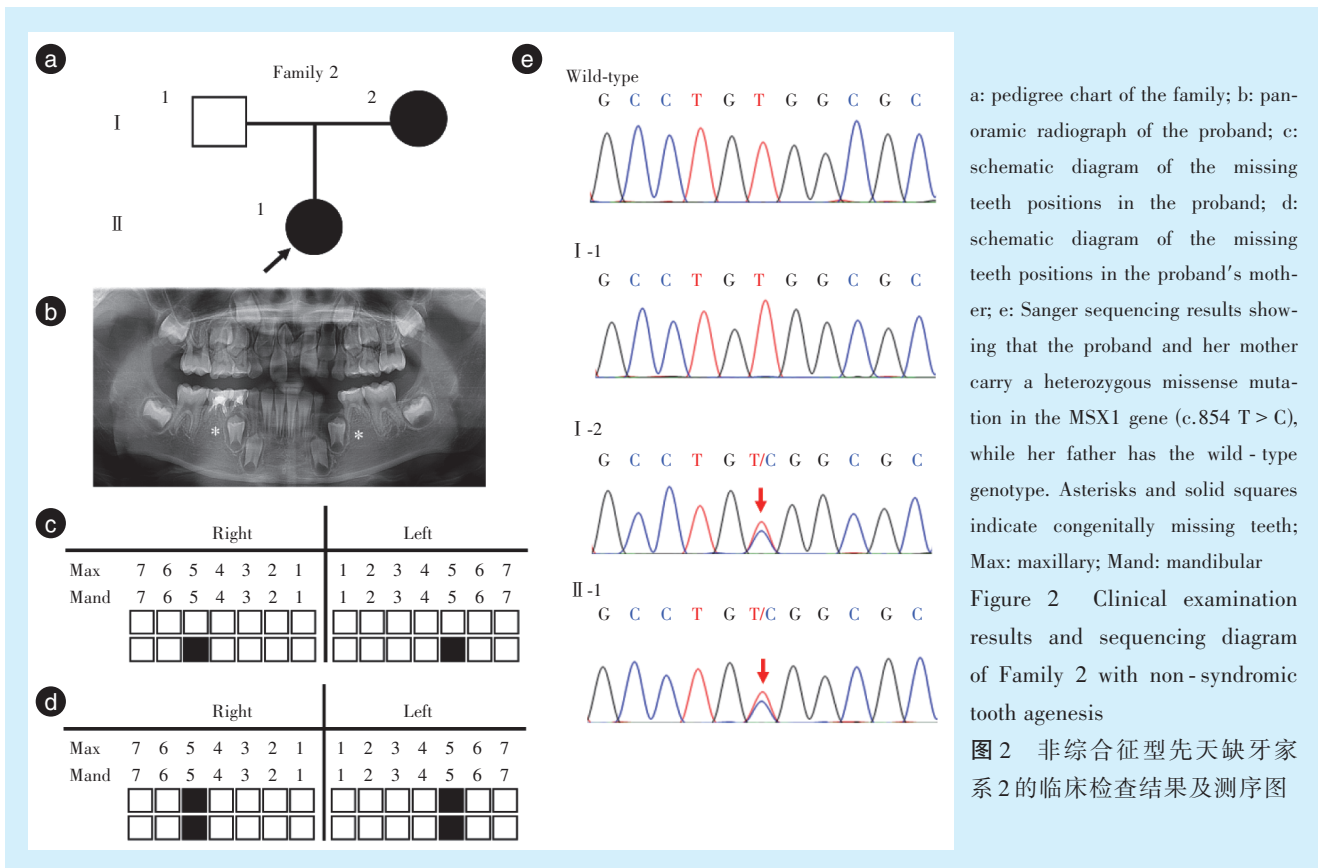 a
Family 2
1
2
Ⅰ
1
Ⅱ
b
*
*
c
Right Left
Max 7 6 5 4 3 2 1 1 2 3 4 5 6 7
Mand 7 6 5 4 3 2 1 1 2 3 4 5 6 7
d
Right Left
Max 7 6 5 4 3 2 1 1 2 3 4 5 6 7
Mand 7 6 5 4 3 2 1 1 2 3 4 5 6 7
e
Wild-type
G C C T G T G G C G C
Ⅰ-1
G C C T G T G G C G C
Ⅰ-2
G C C T G T/C G G C G C
Ⅱ-1
G C C T G T/C G G C G C
a: pedigree chart of the family; b: pan-
oramic radiograph of the proband; c:
schematic diagram of the missing
teeth positions in the proband; d:
schematic diagram of the missing
teeth positions in the proband's moth-
er; e: Sanger sequencing results show-
ing that the proband and her mother
carry a heterozygous missense muta-
tion in the MSX1 gene (c.854 T > C),
while her father has the wild-type
genotype. Asterisks and solid squares
indicate congenitally missing teeth;
Max: maxillary; Mand: mandibular
Figure 2 Clinical examination
results and sequencing diagram
of Family 2 with non-syndromic
tooth agenesis
图2 非综合征型先天缺牙家
系2的临床检查结果及测序图